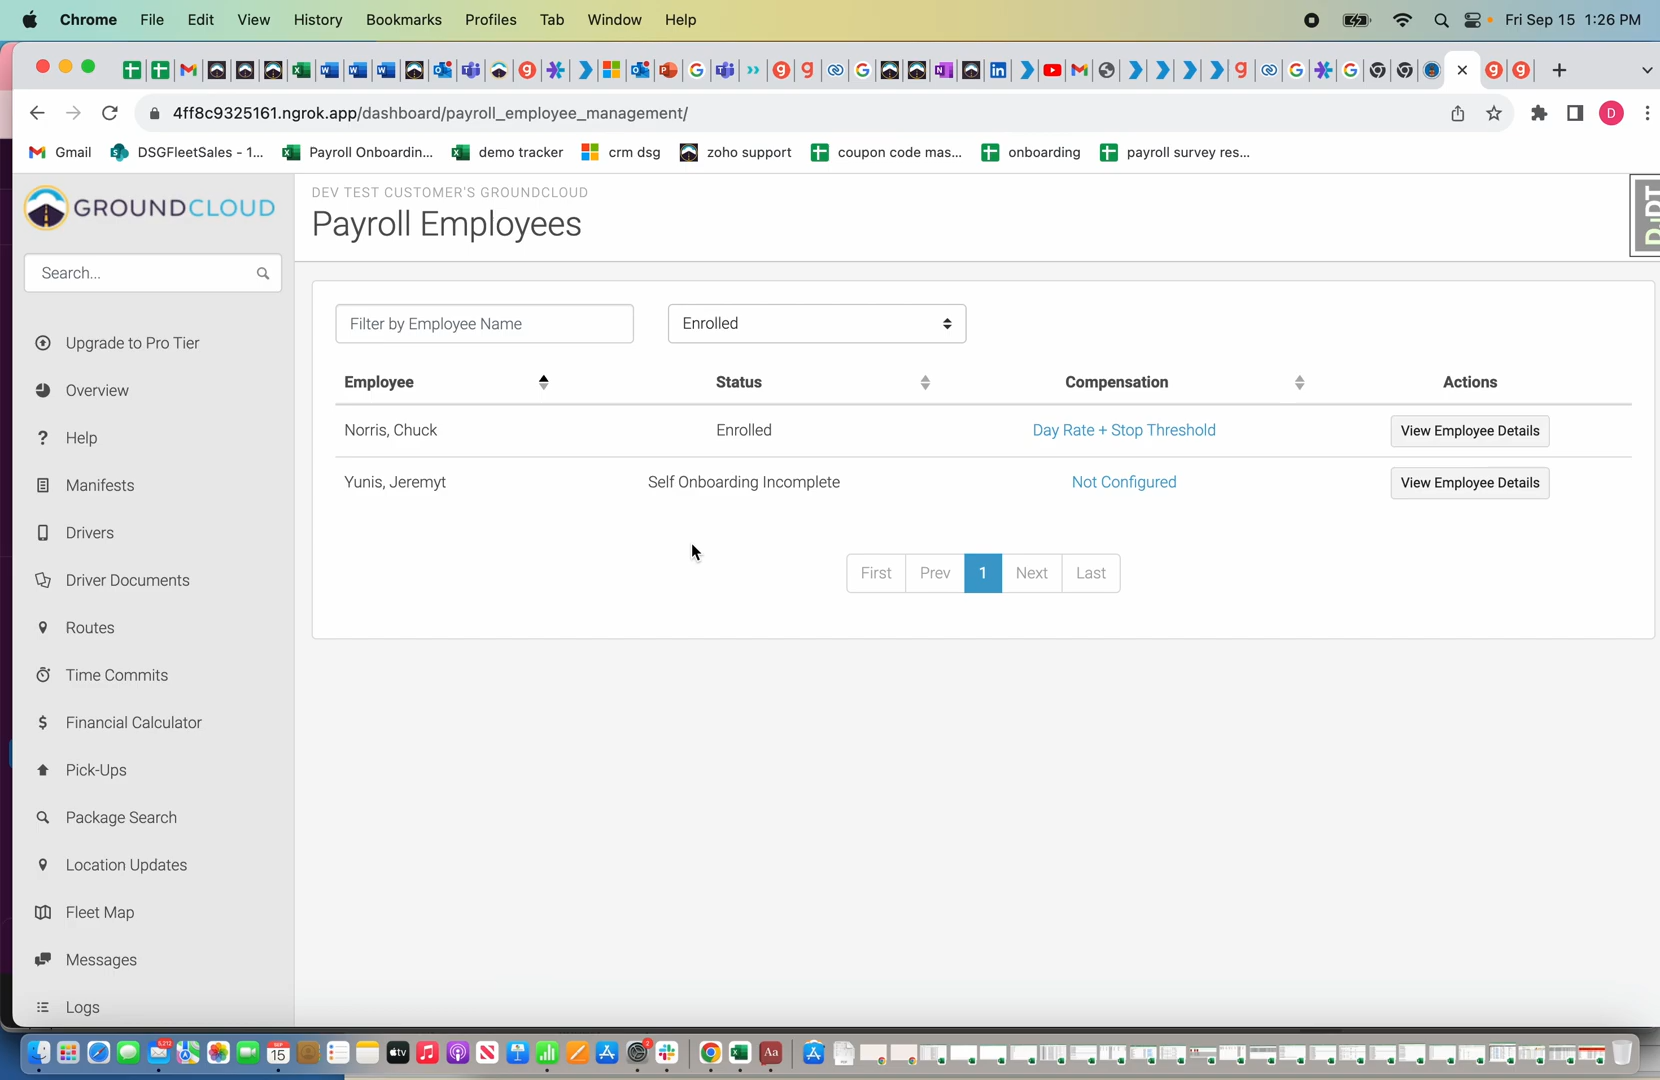 Chrome File Edit View History Bookmarks Profiles Tab Window Help Fri Sep 15 1:26 PM
4ff8c9325161.ngrok.app/dashboard/payroll_employee_management/ D
Gmail DSGFleetSales - 1... Payroll Onboardin... demo tracker crm dsg zoho support coupon code mas... onboarding payroll survey res...
GROUNDCLOUD
DEV TEST CUSTOMER'S GROUNDCLOUD
Payroll Employees
DJDT
Search...
Filter by Employee Name Enrolled
Employee Status Compensation Actions
Norris, Chuck Enrolled Day Rate + Stop Threshold View Employee Details
Yunis, Jeremyt Self Onboarding Incomplete Not Configured View Employee Details
First Prev 1 Next Last
Upgrade to Pro Tier
Overview
Help
Manifests
Drivers
Driver Documents
Routes
Time Commits
Financial Calculator
Pick-Ups
Package Search
Location Updates
Fleet Map
Messages
Logs